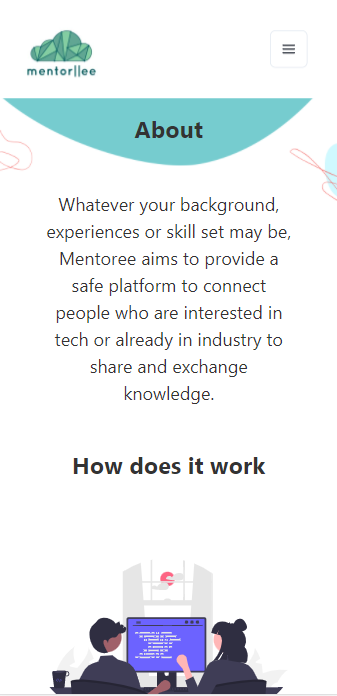 mentor||ee
About
Whatever your background,
experiences or skill set may be,
Mentoree aims to provide a
safe platform to connect
people who are interested in
tech or already in industry to
share and exchange
knowledge.
How does it work